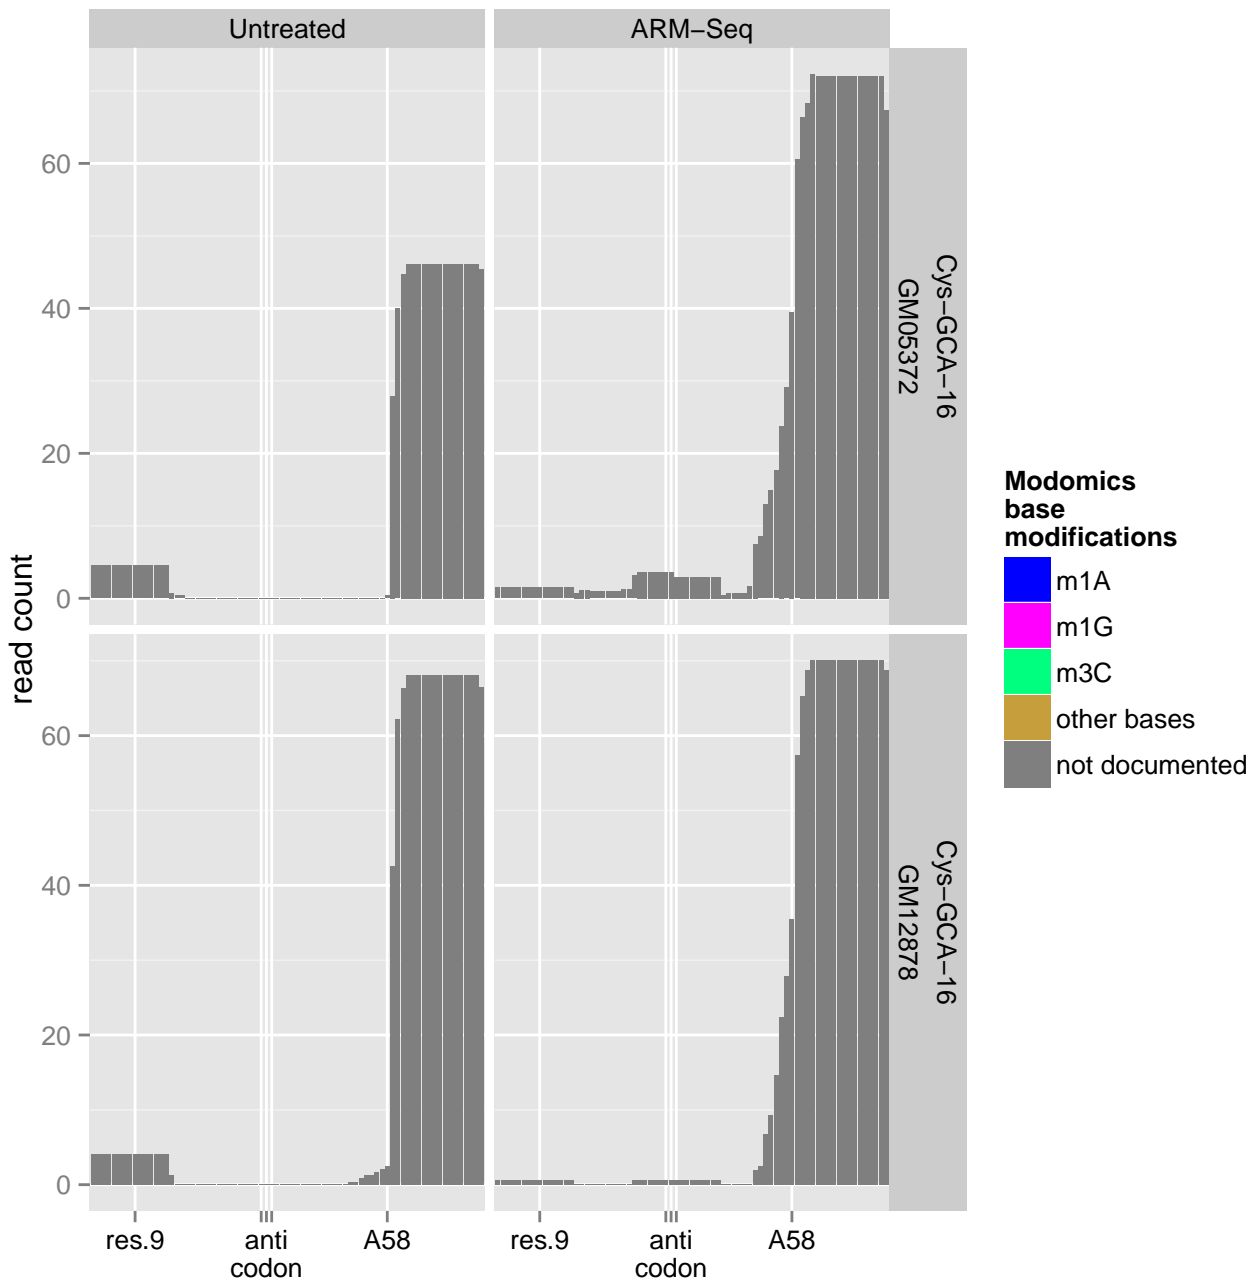 Untreated
ARM−Seq
read count
60
40
20
0
Cys−GCA−16
GM05372
60
40
20
0
Cys−GCA−16
GM12878
res.9
anti
codon
A58
res.9
anti
codon
A58
Modomics
base
modifications
m1A
m1G
m3C
other bases
not documented